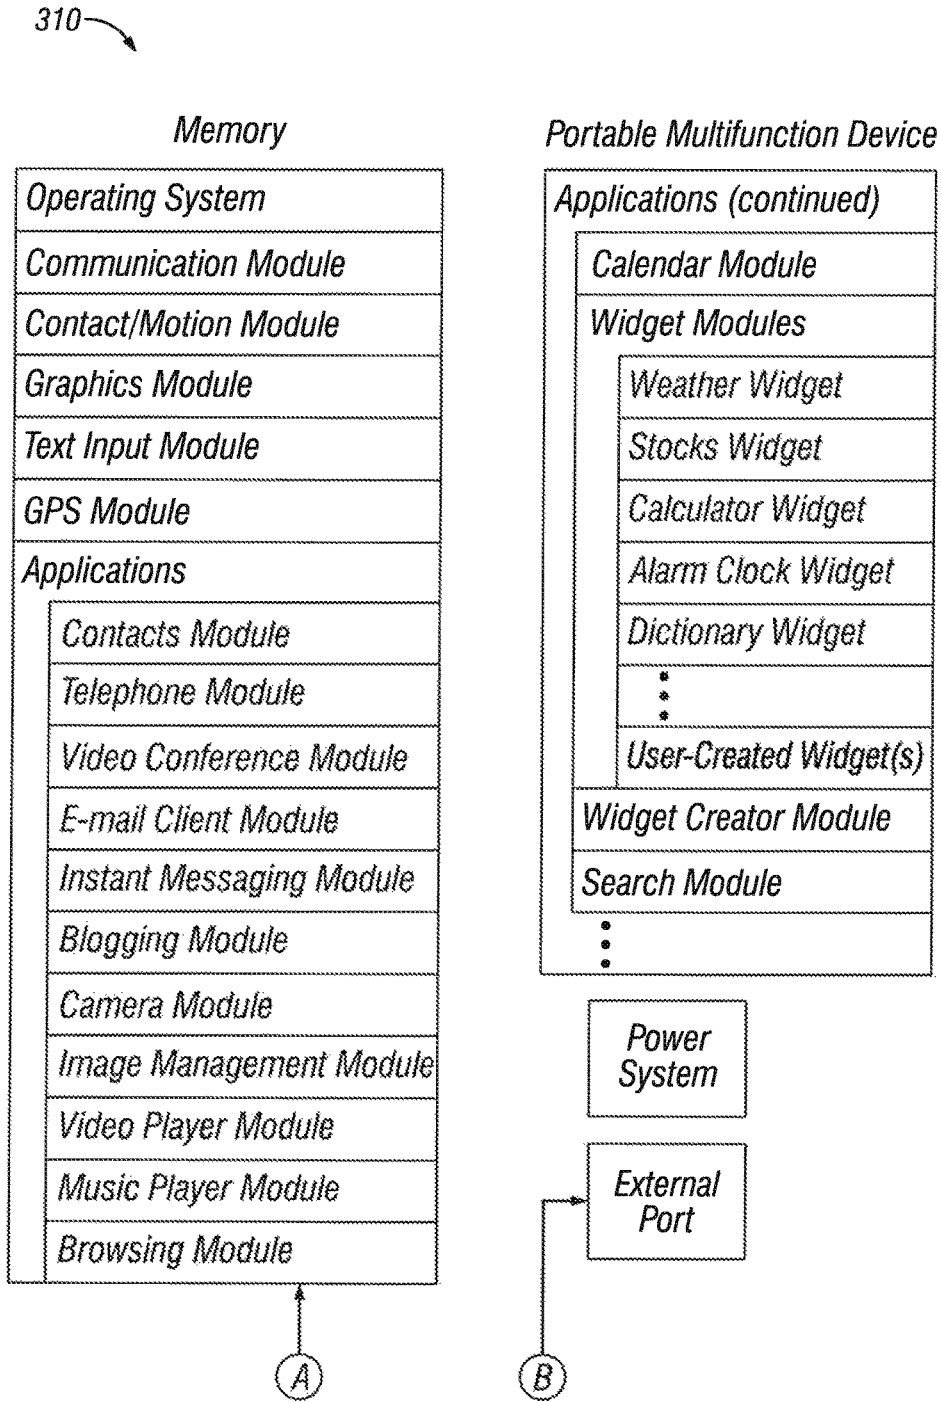 310
Memory
Operating System
Communication Module
Contact/Motion Module
Graphics Module
Text Input Module
GPS Module
Applications
Contacts Module
Telephone Module
Video Conference Module
E-mail Client Module
Instant Messaging Module
Blogging Module
Camera Module
Image Management Module
Video Player Module
Music Player Module
Browsing Module
A
Portable Multifunction Device
Applications (continued)
Calendar Module
Widget Modules
Weather Widget
Stocks Widget
Calculator Widget
Alarm Clock Widget
Dictionary Widget
User-Created Widget(s)
Widget Creator Module
Search Module
Power
System
External
Port
B